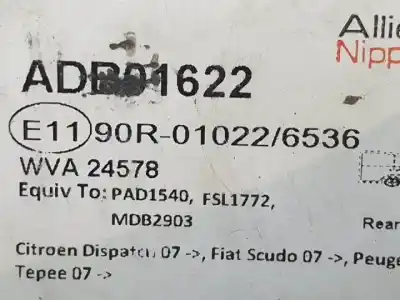 Allie
Nipp
ADB01622
E11 90R-01022/6536
WVA 24578
Equiv To: PAD1540, FSL1772,
MDB2903
Rear
Citroen Dispatch 07 ->, Fiat Scudo 07 ->, Peuge
Tepee 07 ->